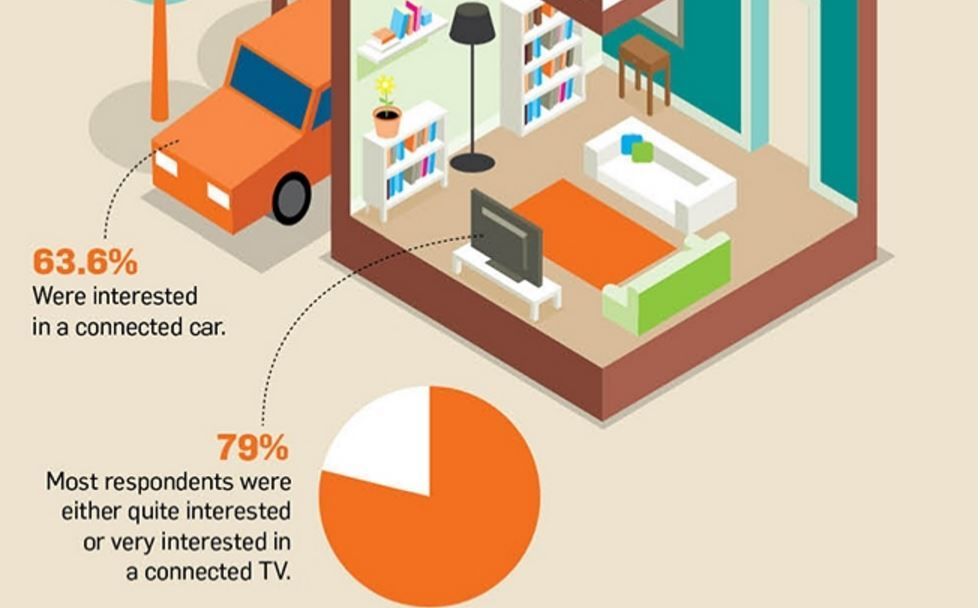 63.6%
Were interested
in a connected car.
79%
Most respondents were
either quite interested
or very interested in
a connected TV.